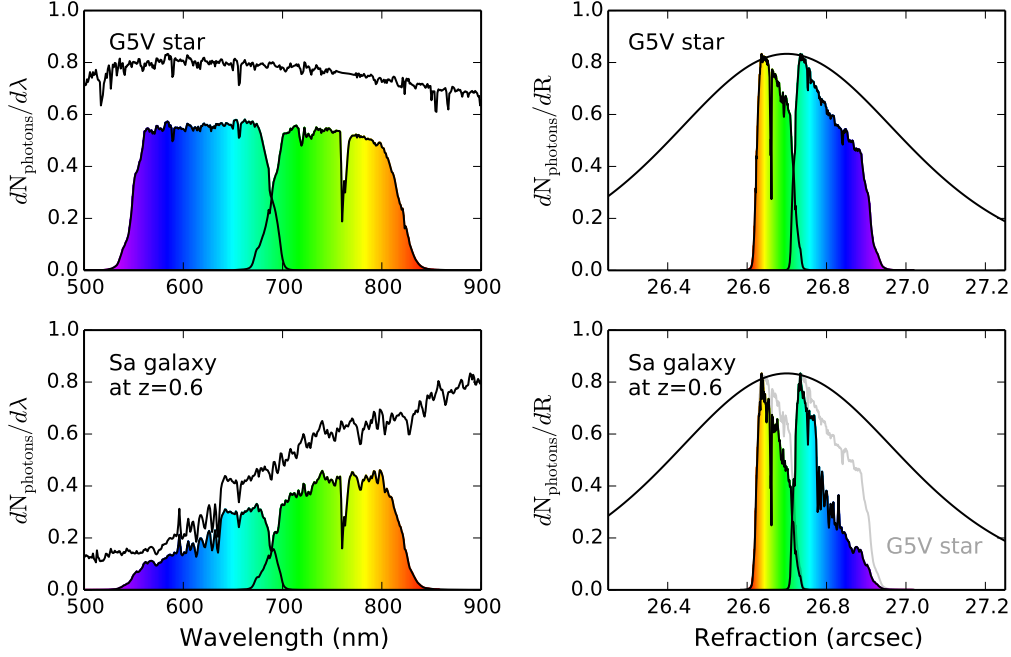 1.0
0.8
0.6
0.4
0.2
0.0
dN_photons/dλ
G5V star
500 600 700 800 900
1.0
0.8
0.6
0.4
0.2
0.0
dN_photons/dR
G5V star
26.4 26.6 26.8 27.0 27.2
1.0
0.8
0.6
0.4
0.2
0.0
dN_photons/dλ
Sa galaxy
at z=0.6
500 600 700 800 900
Wavelength (nm)
1.0
0.8
0.6
0.4
0.2
0.0
dN_photons/dR
Sa galaxy
at z=0.6
G5V star
26.4 26.6 26.8 27.0 27.2
Refraction (arcsec)